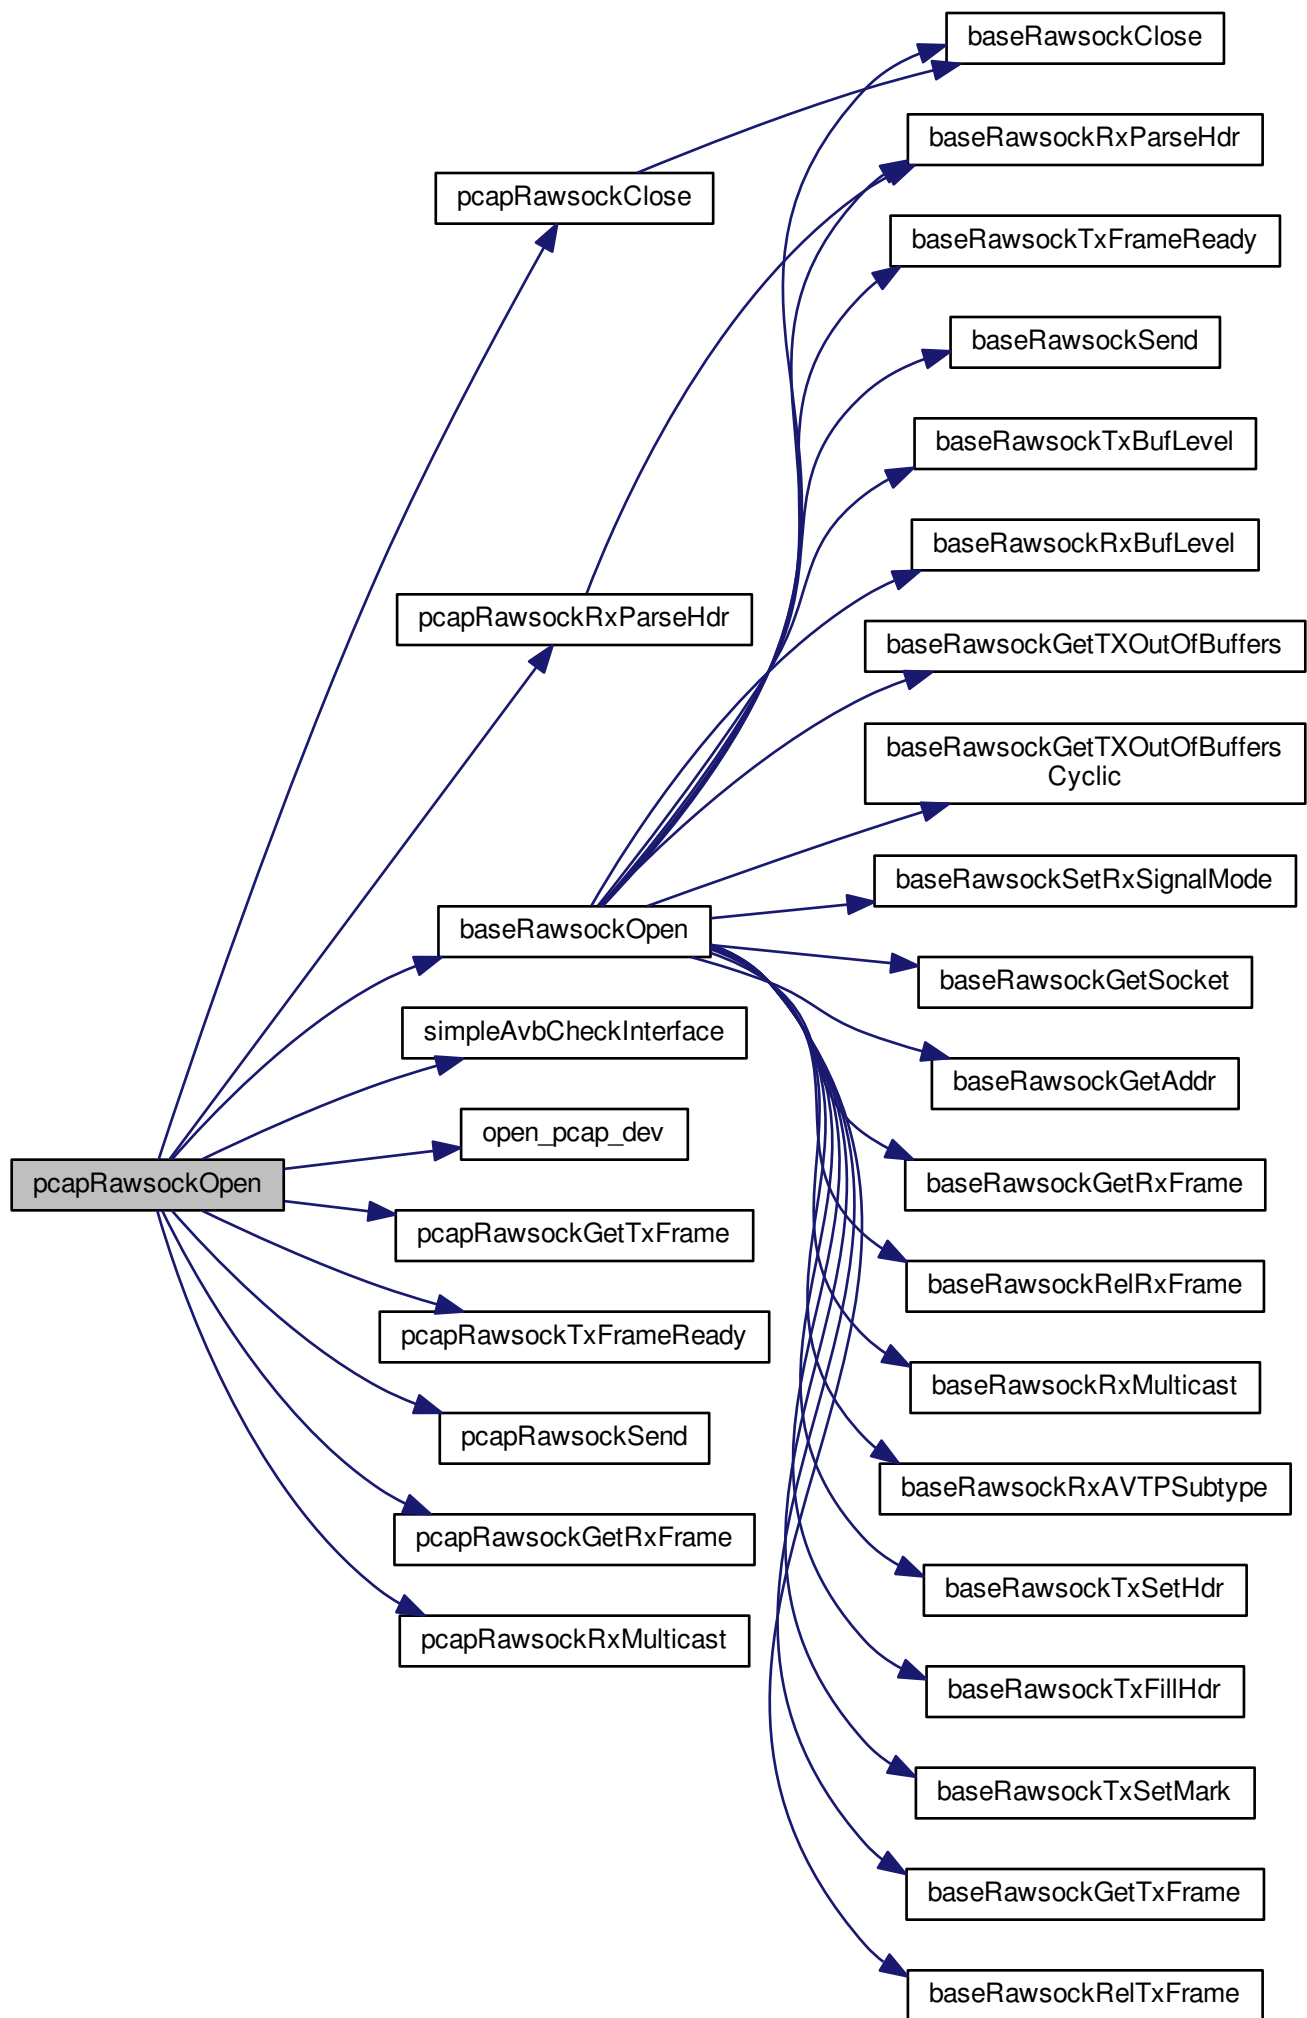 baseRawsockClose
baseRawsockRxParseHdr
pcapRawsockClose
baseRawsockTxFrameReady
baseRawsockSend
baseRawsockTxBufLevel
baseRawsockRxBufLevel
pcapRawsockRxParseHdr
baseRawsockGetTXOutOfBuffers
baseRawsockGetTXOutOfBuffers
Cyclic
baseRawsockSetRxSignalMode
baseRawsockOpen
baseRawsockGetSocket
simpleAvbCheckInterface
baseRawsockGetAddr
open_pcap_dev
pcapRawsockOpen
baseRawsockGetRxFrame
pcapRawsockGetTxFrame
baseRawsockRelRxFrame
pcapRawsockTxFrameReady
baseRawsockRxMulticast
pcapRawsockSend
baseRawsockRxAVTPSubtype
pcapRawsockGetRxFrame
baseRawsockTxSetHdr
pcapRawsockRxMulticast
baseRawsockTxFillHdr
baseRawsockTxSetMark
baseRawsockGetTxFrame
baseRawsockRelTxFrame